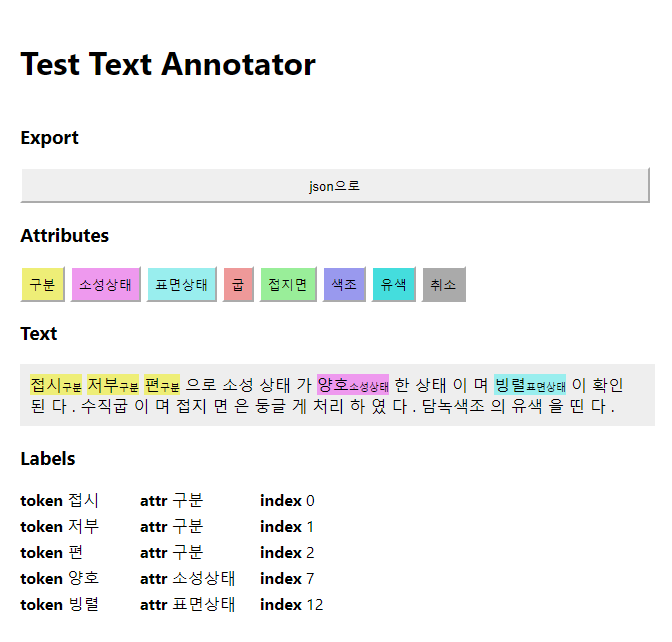 Test Text Annotator
Export
json으로
Attributes
구분 소성상태 표면상태 굽 접지면 색조 유색 취소
Text
접시구분 저부구분 편구분 으로 소성 상태 가 양호소성상태 한 상태 이 며 빙렬표면상태 이 확인
된 다 . 수직굽 이 며 접지 면 은 둥글 게 처리 하 였 다 . 담녹색조 의 유색 을 띤 다 .
Labels
token 접시 attr 구분 index 0
token 저부 attr 구분 index 1
token 편 attr 구분 index 2
token 양호 attr 소성상태 index 7
token 빙렬 attr 표면상태 index 12